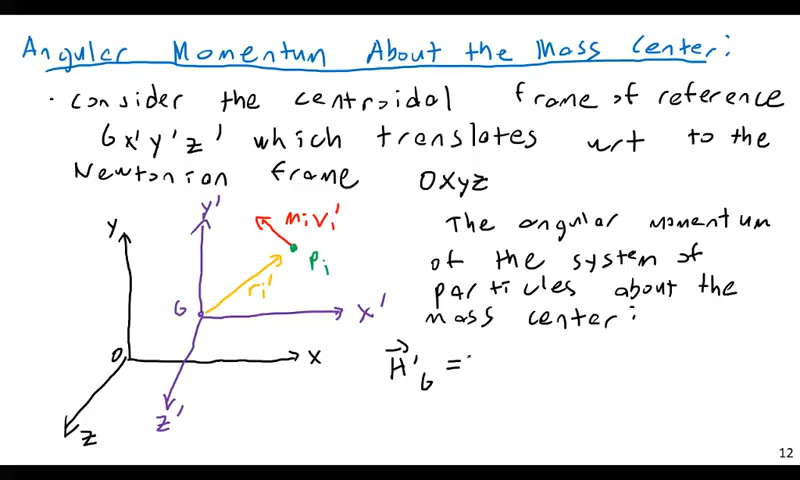 Angular Momentum About the Mass Center:
· Consider the centroidal frame of reference
Gx'y'z' which translates wrt to the
Newtonian frame OXYZ
The angular momentum
of the system of
particles about the
mass center:
H'G =
Y
Y'
miVi'
Pi
ri'
G
X'
O
X
Z'
Z
12